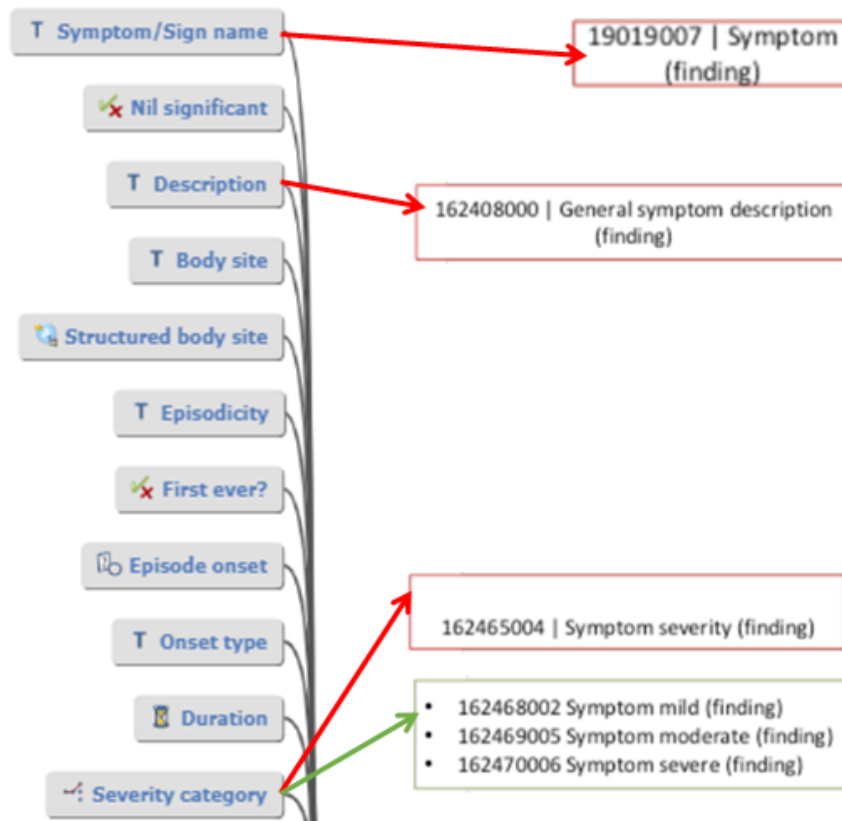 Symptom/Sign name
19019007 | Symptom
(finding)
Nil significant
Description
162408000 | General symptom description
(finding)
Body site
Structured body site
Episodicity
First ever?
Episode onset
Onset type
162465004 | Symptom severity (finding)
Duration
• 162468002 Symptom mild (finding)
• 162469005 Symptom moderate (finding)
• 162470006 Symptom severe (finding)
Severity category